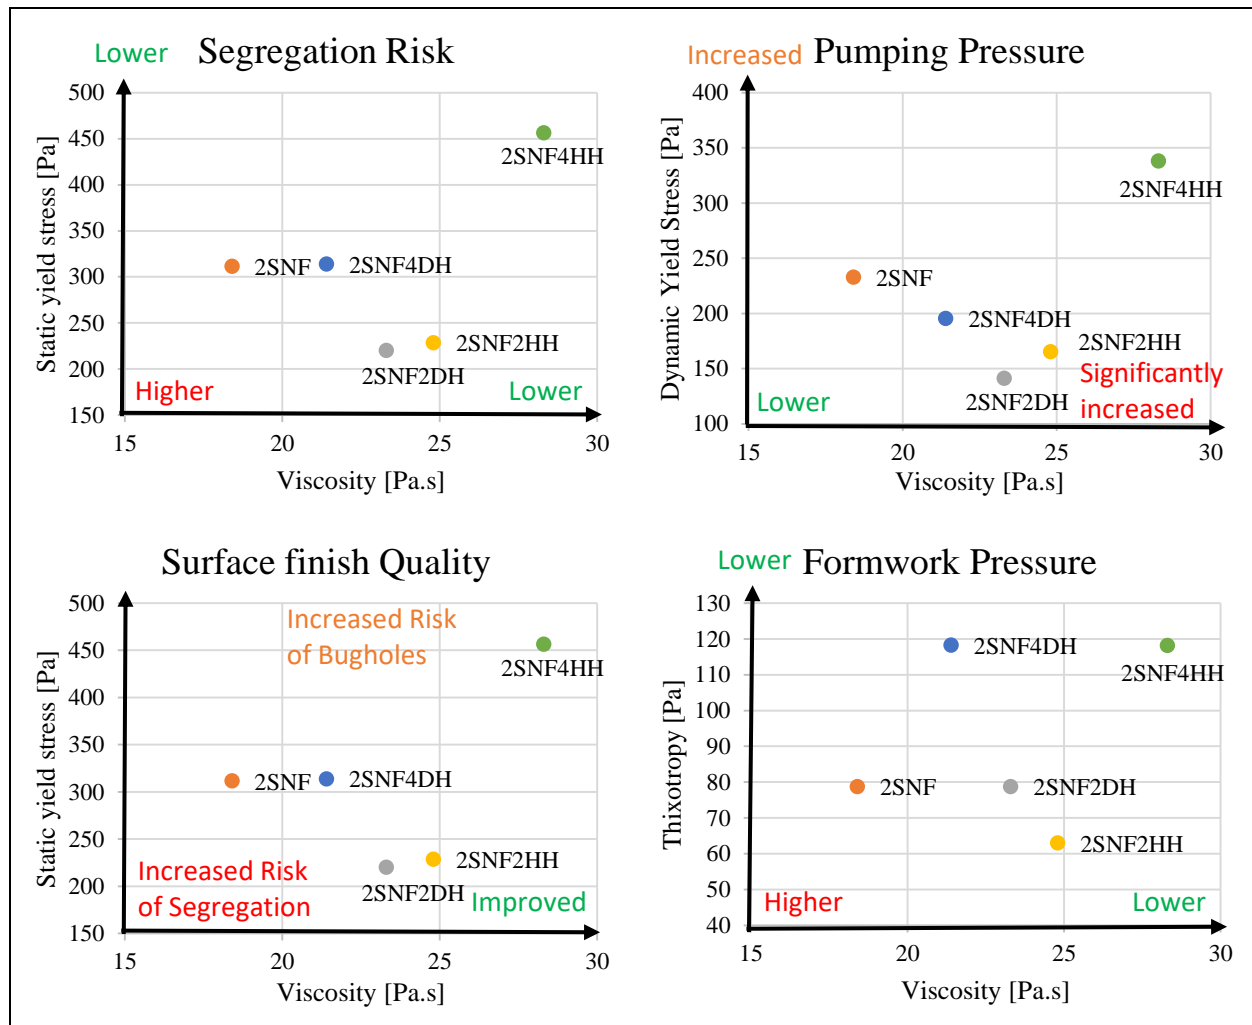 Lower
Segregation Risk
500
450
400
350
300
250
200
150
15
20
25
30
Static yield stress [Pa]
Viscosity [Pa.s]
2SNF4HH
2SNF
2SNF4DH
2SNF2HH
2SNF2DH
Higher
Lower
Increased
Pumping Pressure
400
350
300
250
200
150
100
15
20
25
30
Dynamic Yield Stress [Pa]
Viscosity [Pa.s]
2SNF4HH
2SNF
2SNF4DH
2SNF2HH
2SNF2DH
Lower
Significantly
increased
Surface finish Quality
500
450
400
350
300
250
200
150
15
20
25
30
Static yield stress [Pa]
Viscosity [Pa.s]
Increased Risk
of Bugholes
2SNF4HH
2SNF
2SNF4DH
2SNF2HH
2SNF2DH
Increased Risk
of Segregation
Improved
Lower
Formwork Pressure
130
120
110
100
90
80
70
60
50
40
15
20
25
30
Thixotropy [Pa]
Viscosity [Pa.s]
2SNF4DH
2SNF4HH
2SNF
2SNF2DH
2SNF2HH
Higher
Lower